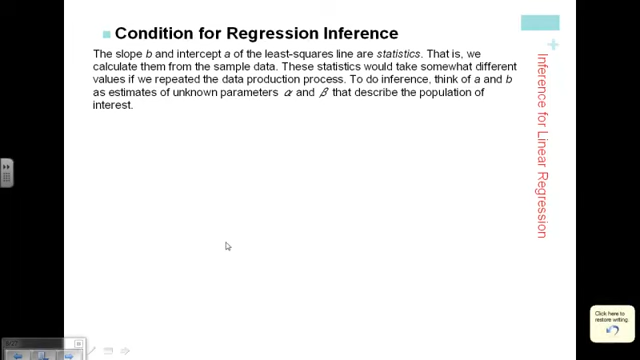 Condition for Regression Inference
The slope b and intercept a of the least-squares line are statistics. That is, we
calculate them from the sample data. These statistics would take somewhat different
values if we repeated the data production process. To do inference, think of a and b
as estimates of unknown parameters α and β that describe the population of
interest.
Inference for Linear Regression
Click here to
restore writing